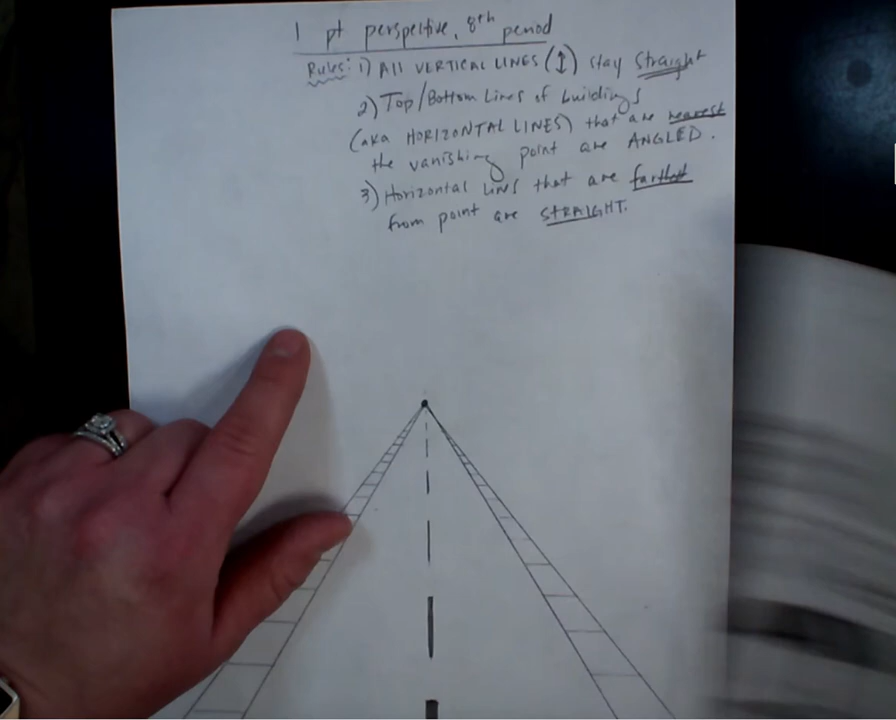 1 pt perspective, 8th period
Rules: 1) All VERTICAL LINES (↕) stay straight
2) Top/Bottom Lines of buildings
(aka HORIZONTAL LINES) that are nearest
the vanishing point are ANGLED.
3) Horizontal lines that are farthest
from point are STRAIGHT.